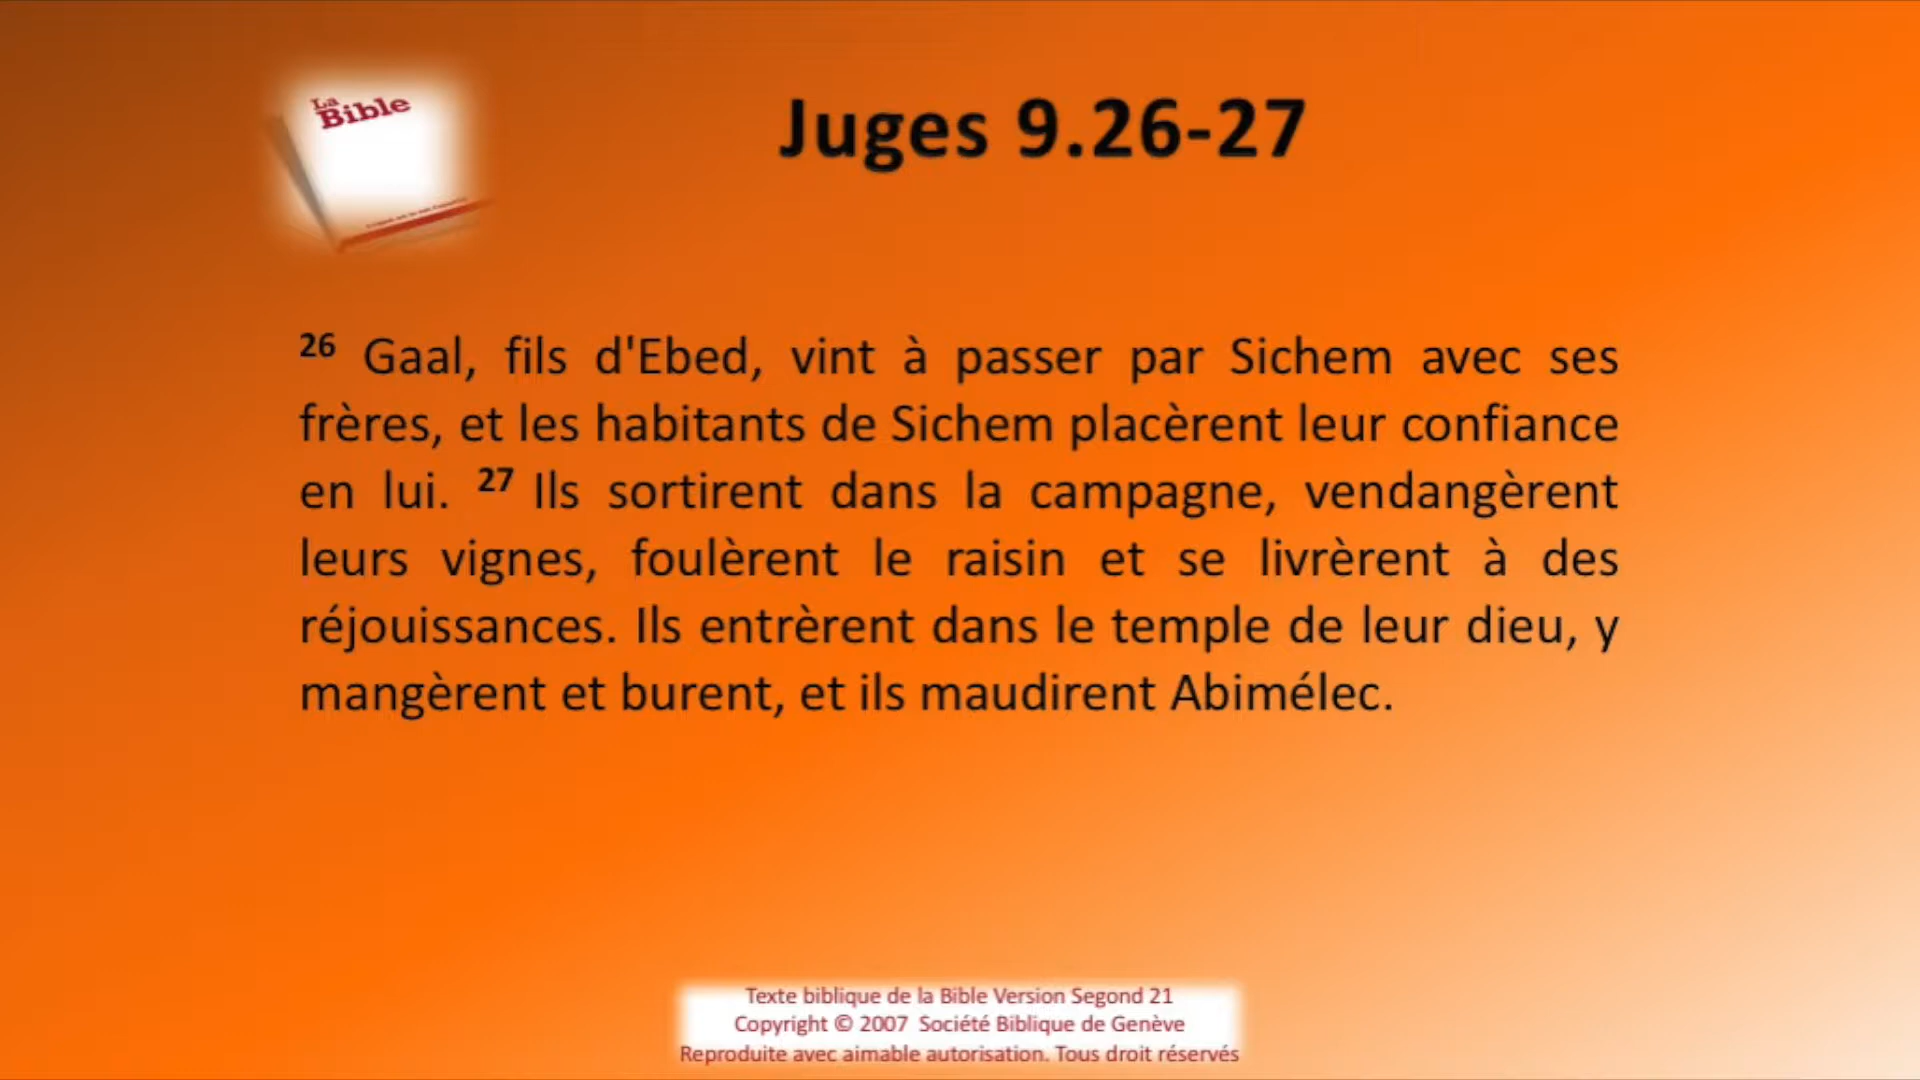 La
Bible
Juges 9.26-27
26 Gaal, fils d'Ebed, vint à passer par Sichem avec ses
frères, et les habitants de Sichem placèrent leur confiance
en lui. 27 Ils sortirent dans la campagne, vendangèrent
leurs vignes, foulèrent le raisin et se livrèrent à des
réjouissances. Ils entrèrent dans le temple de leur dieu, y
mangèrent et burent, et ils maudirent Abimélec.
Texte biblique de la Bible Version Segond 21
Copyright © 2007 Société Biblique de Genève
Reproduite avec aimable autorisation. Tous droit réservés